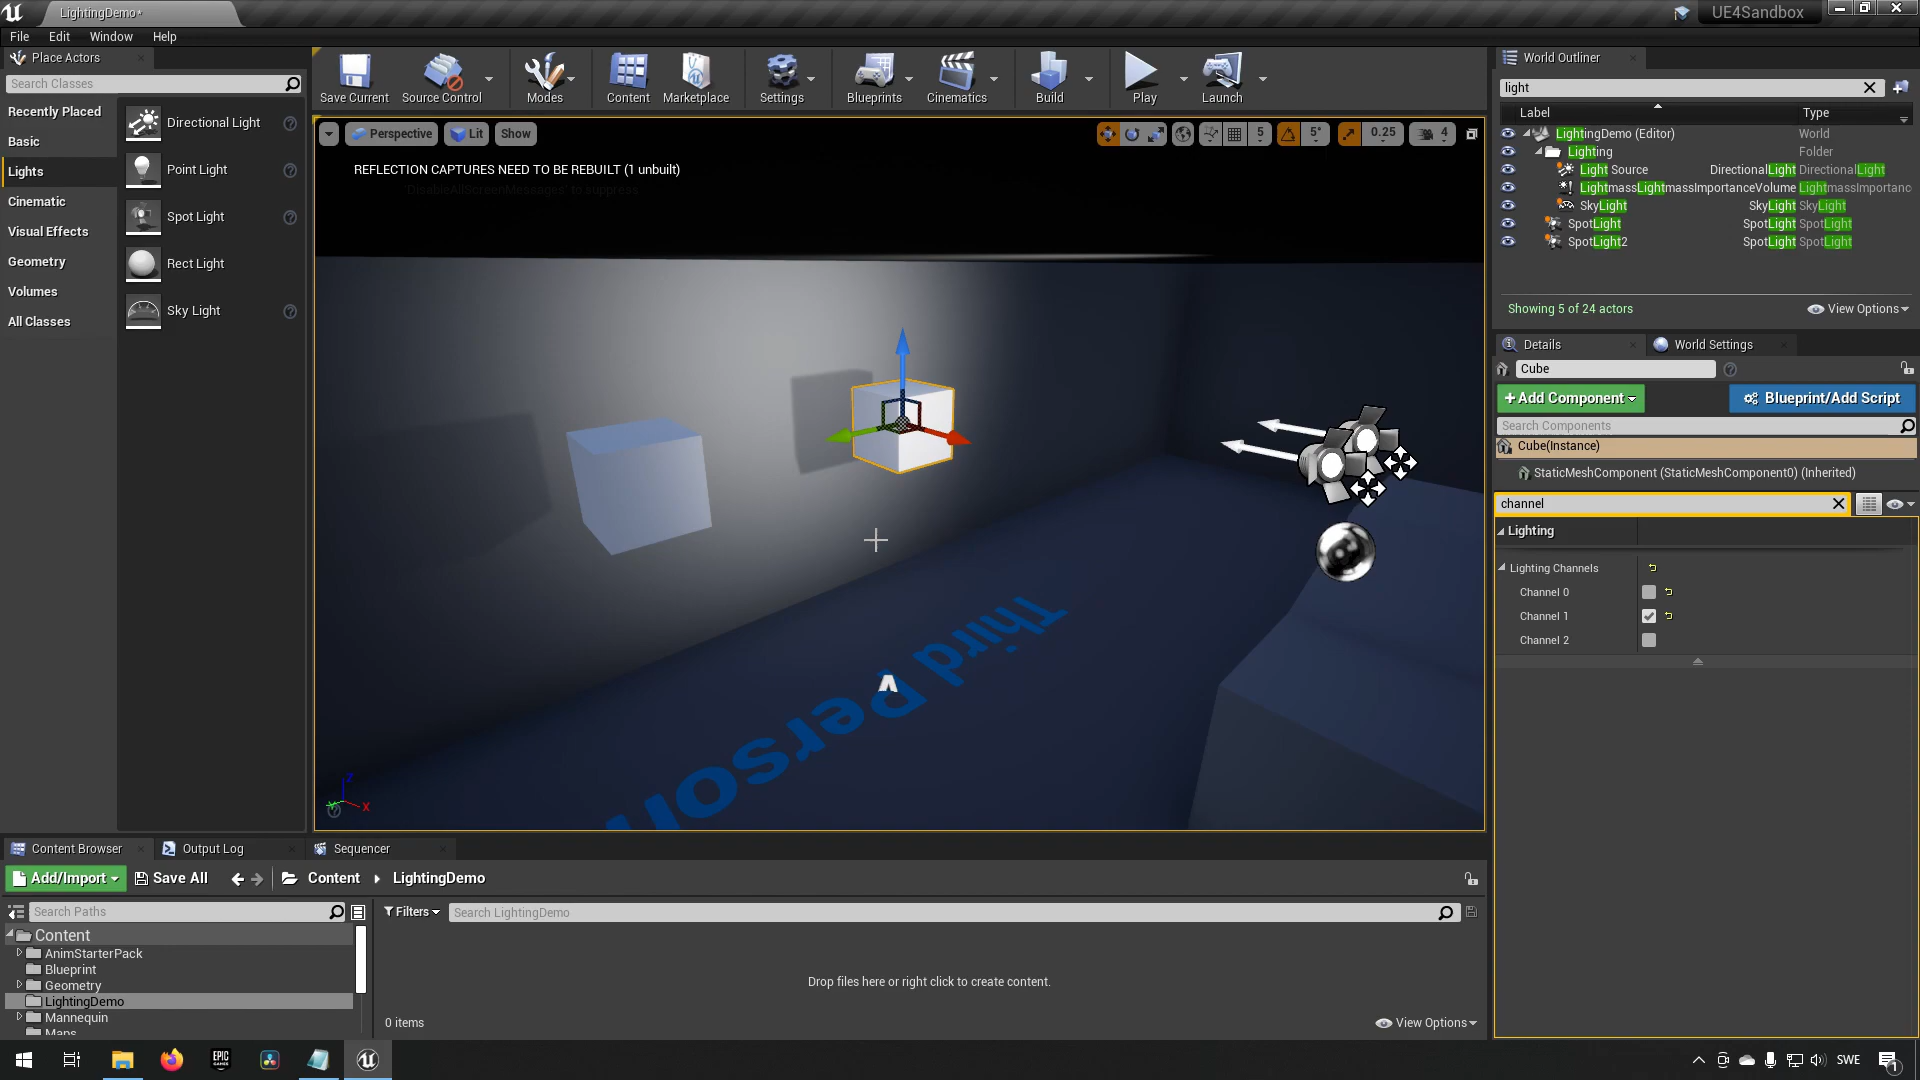 LightingDemo*
UE4Sandbox
File Edit Window Help
Place Actors
Search Classes
Recently Placed
Basic
Lights
Cinematic
Visual Effects
Geometry
Volumes
All Classes
Directional Light
Point Light
Spot Light
Rect Light
Sky Light
Save Current Source Control Modes Content Marketplace Settings Blueprints Cinematics Build Play Launch
Perspective Lit Show
5 5° 0.25 4
REFLECTION CAPTURES NEED TO BE REBUILT (1 unbuilt)
'DisableAllScreenMessages' to suppress
Third Person
Z
Y X
World Outliner
light
Label Type
LightingDemo (Editor) World
Lighting Folder
Light Source DirectionalLight DirectionalLight
LightmassLightmassImportanceVolume LightmassImportanc
SkyLight SkyLight SkyLight
SpotLight SpotLight SpotLight
SpotLight2 SpotLight SpotLight
Showing 5 of 24 actors View Options
Details World Settings
Cube
+Add Component Blueprint/Add Script
Search Components
Cube(Instance)
StaticMeshComponent (StaticMeshComponent0) (Inherited)
channel
Lighting
Lighting Channels
Channel 0
Channel 1
Channel 2
Content Browser Output Log Sequencer
Add/Import Save All Content LightingDemo
Search Paths
Filters Search LightingDemo
Content
AnimStarterPack
Blueprint
Geometry
LightingDemo
Mannequin
Maps
Drop files here or right click to create content.
0 items View Options
EPIC GAMES
SWE
1